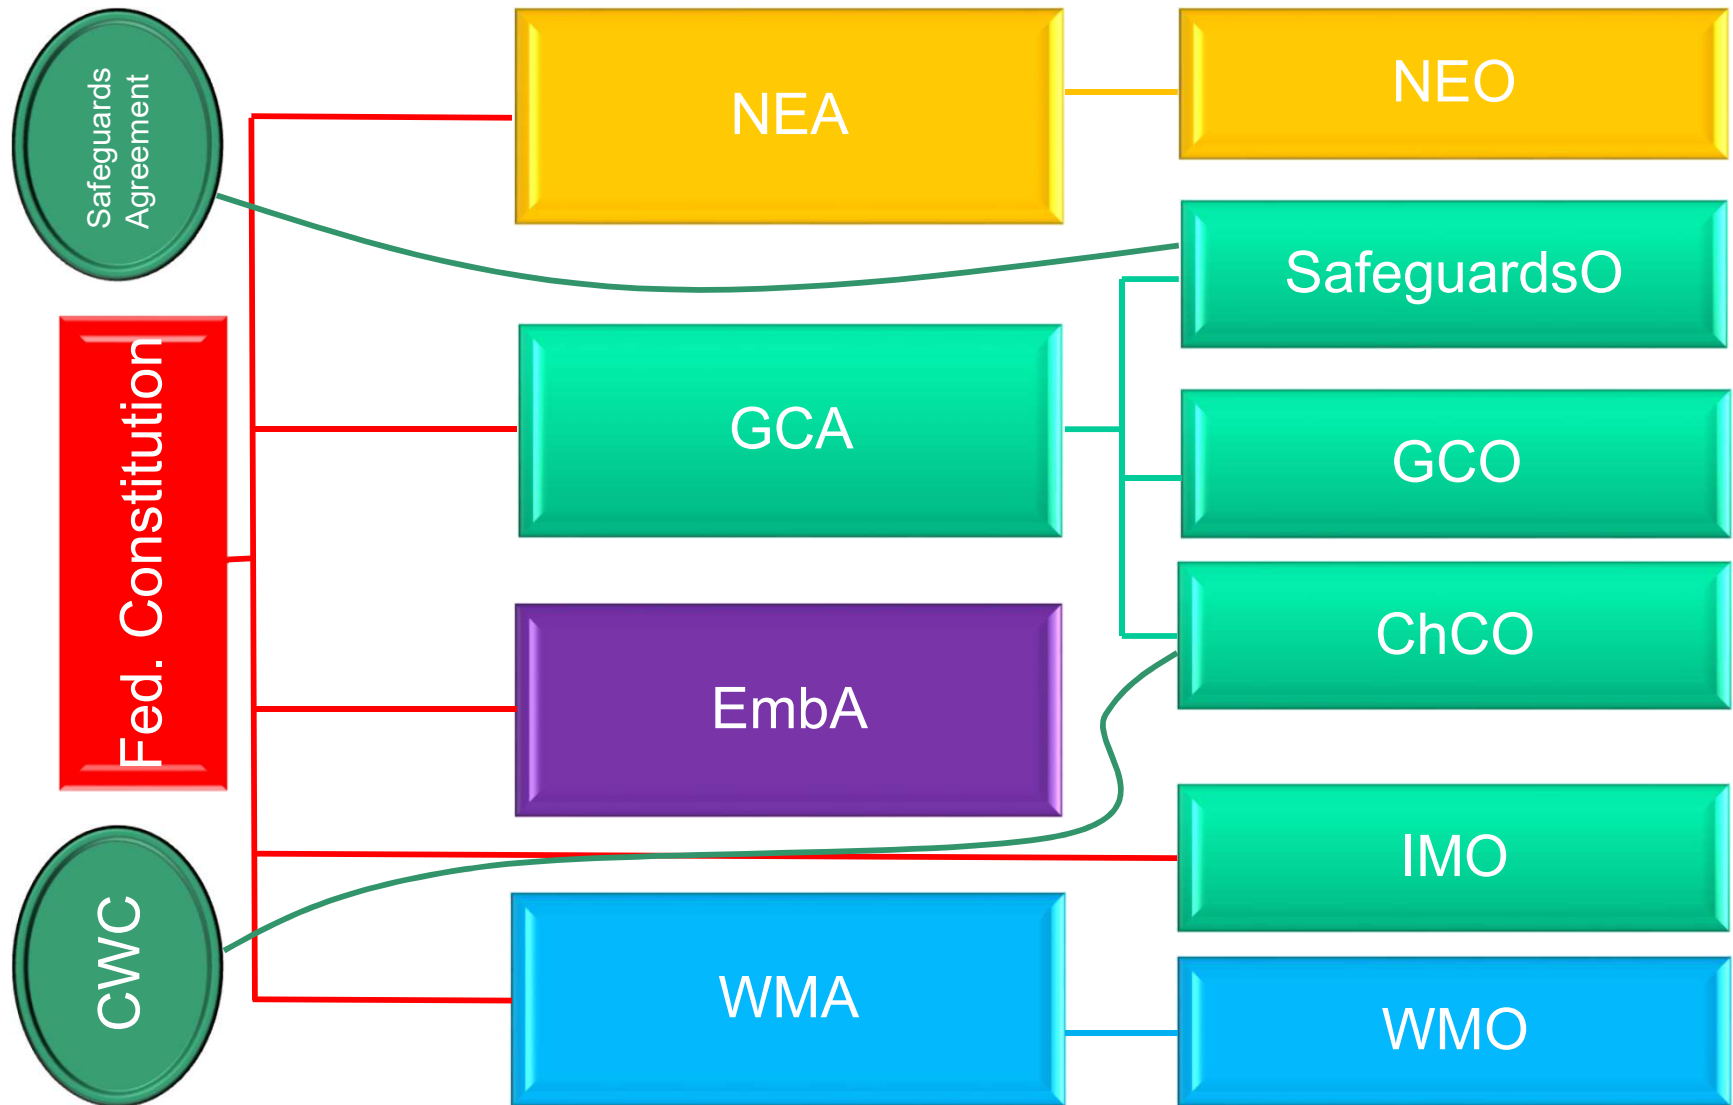 Safeguards
Agreement
Fed. Constitution
CWC
NEA
GCA
EmbA
WMA
NEO
SafeguardsO
GCO
ChCO
IMO
WMO